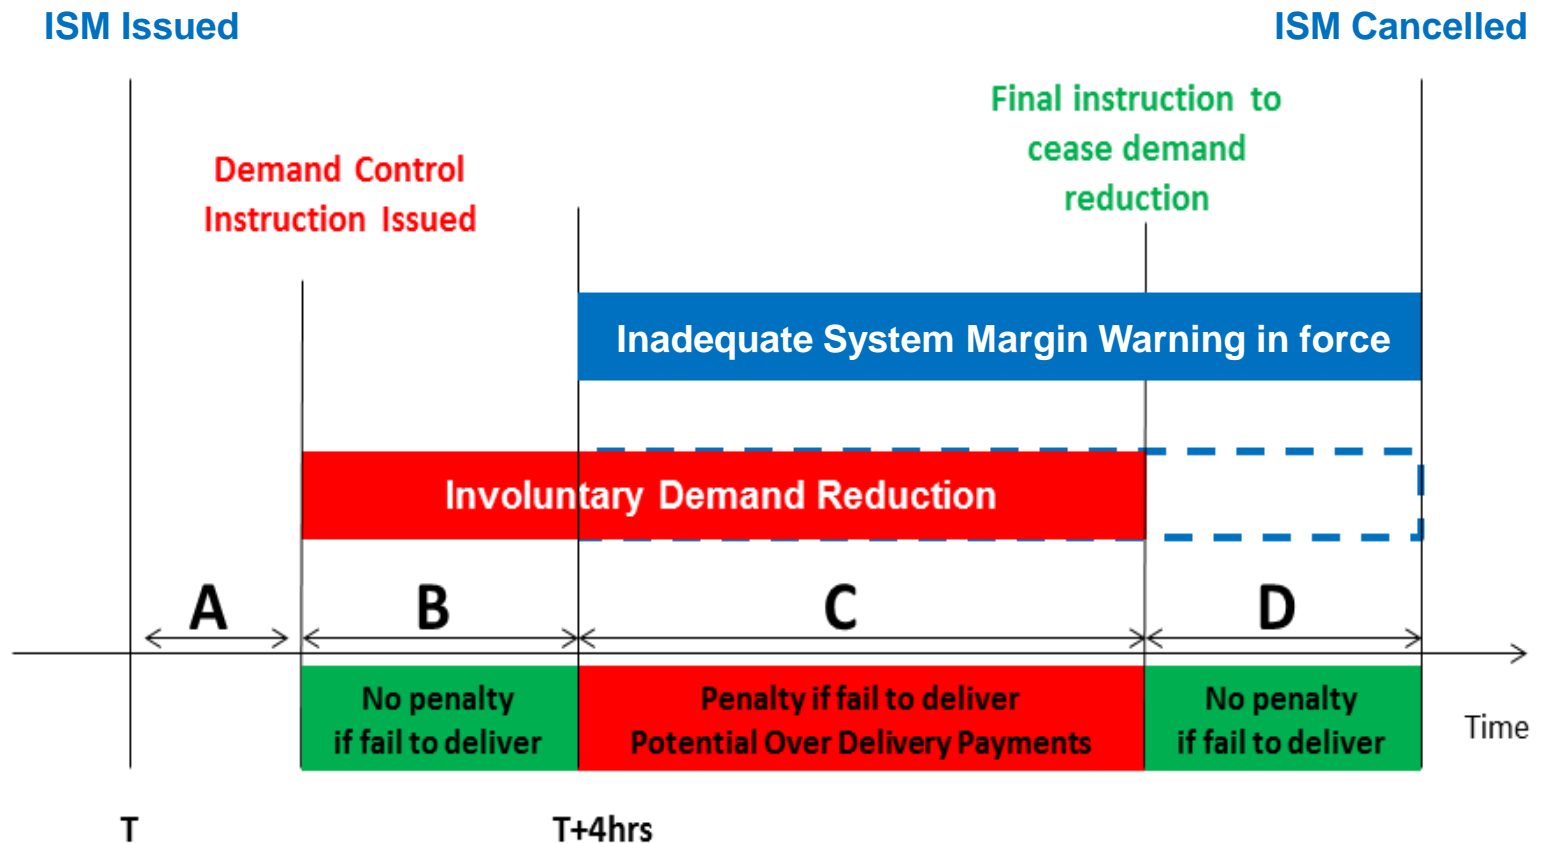 ISM Issued
ISM Cancelled
Final instruction to
cease demand
reduction
Demand Control
Instruction Issued
Inadequate System Margin Warning in force
Involuntary Demand Reduction
A
B
C
D
No penalty
if fail to deliver
Penalty if fail to deliver
Potential Over Delivery Payments
No penalty
if fail to deliver
Time
T
T+4hrs